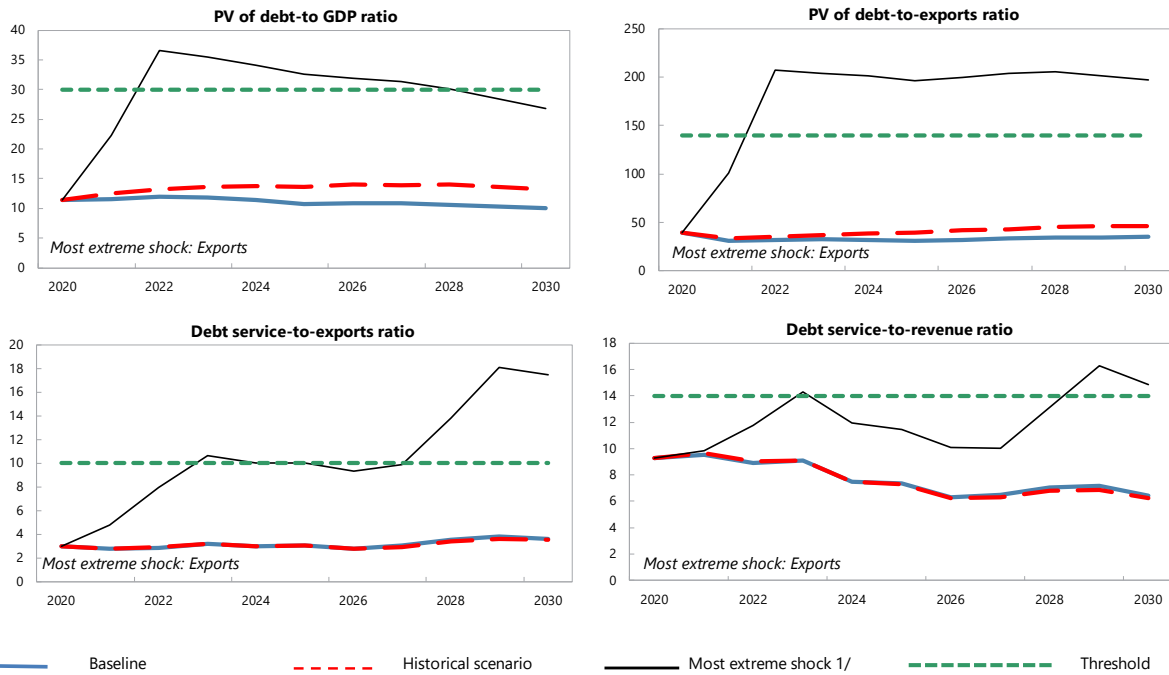 PV of debt-to GDP ratio
40
35
30
25
20
15
10
5
0
Most extreme shock: Exports
2020 2022 2024 2026 2028 2030
PV of debt-to-exports ratio
250
200
150
100
50
0
Most extreme shock: Exports
2020 2022 2024 2026 2028 2030
Debt service-to-exports ratio
20
18
16
14
12
10
8
6
4
2
0
Most extreme shock: Exports
2020 2022 2024 2026 2028 2030
Debt service-to-revenue ratio
18
16
14
12
10
8
6
4
2
0
Most extreme shock: Exports
2020 2022 2024 2026 2028 2030
Baseline Historical scenario Most extreme shock 1/ Threshold